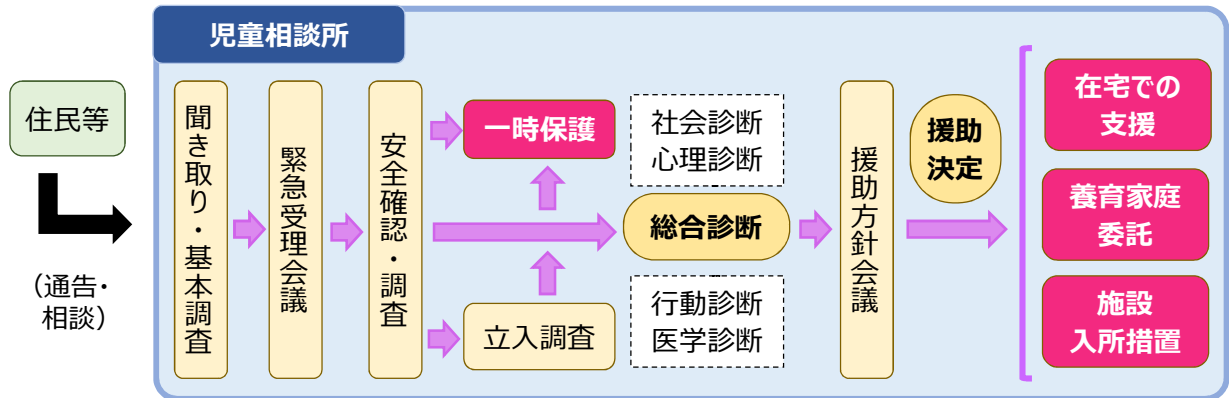 児童相談所
住民等
（通告・
相談）
聞き取り・基本調査
緊急受理会議
安全確認・調査
一時保護
立入調査
社会診断
心理診断
総合診断
行動診断
医学診断
援助方針会議
援助
決定
在宅での
支援
養育家庭
委託
施設
入所措置